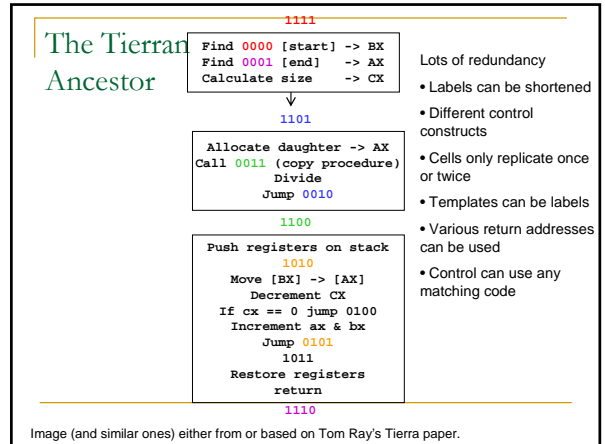 The Tierran
Ancestor
1111
Find 0000 [start] -> BX
Find 0001 [end] -> AX
Calculate size -> CX
1101
Allocate daughter -> AX
Call 0011 (copy procedure)
Divide
Jump 0010
1100
Push registers on stack
1010
Move [BX] -> [AX]
Decrement CX
If cx == 0 jump 0100
Increment ax & bx
Jump 0101
1011
Restore registers
return
1110
Lots of redundancy
• Labels can be shortened
• Different control
constructs
• Cells only replicate once
or twice
• Templates can be labels
• Various return addresses
can be used
• Control can use any
matching code
Image (and similar ones) either from or based on Tom Ray's Tierra paper.